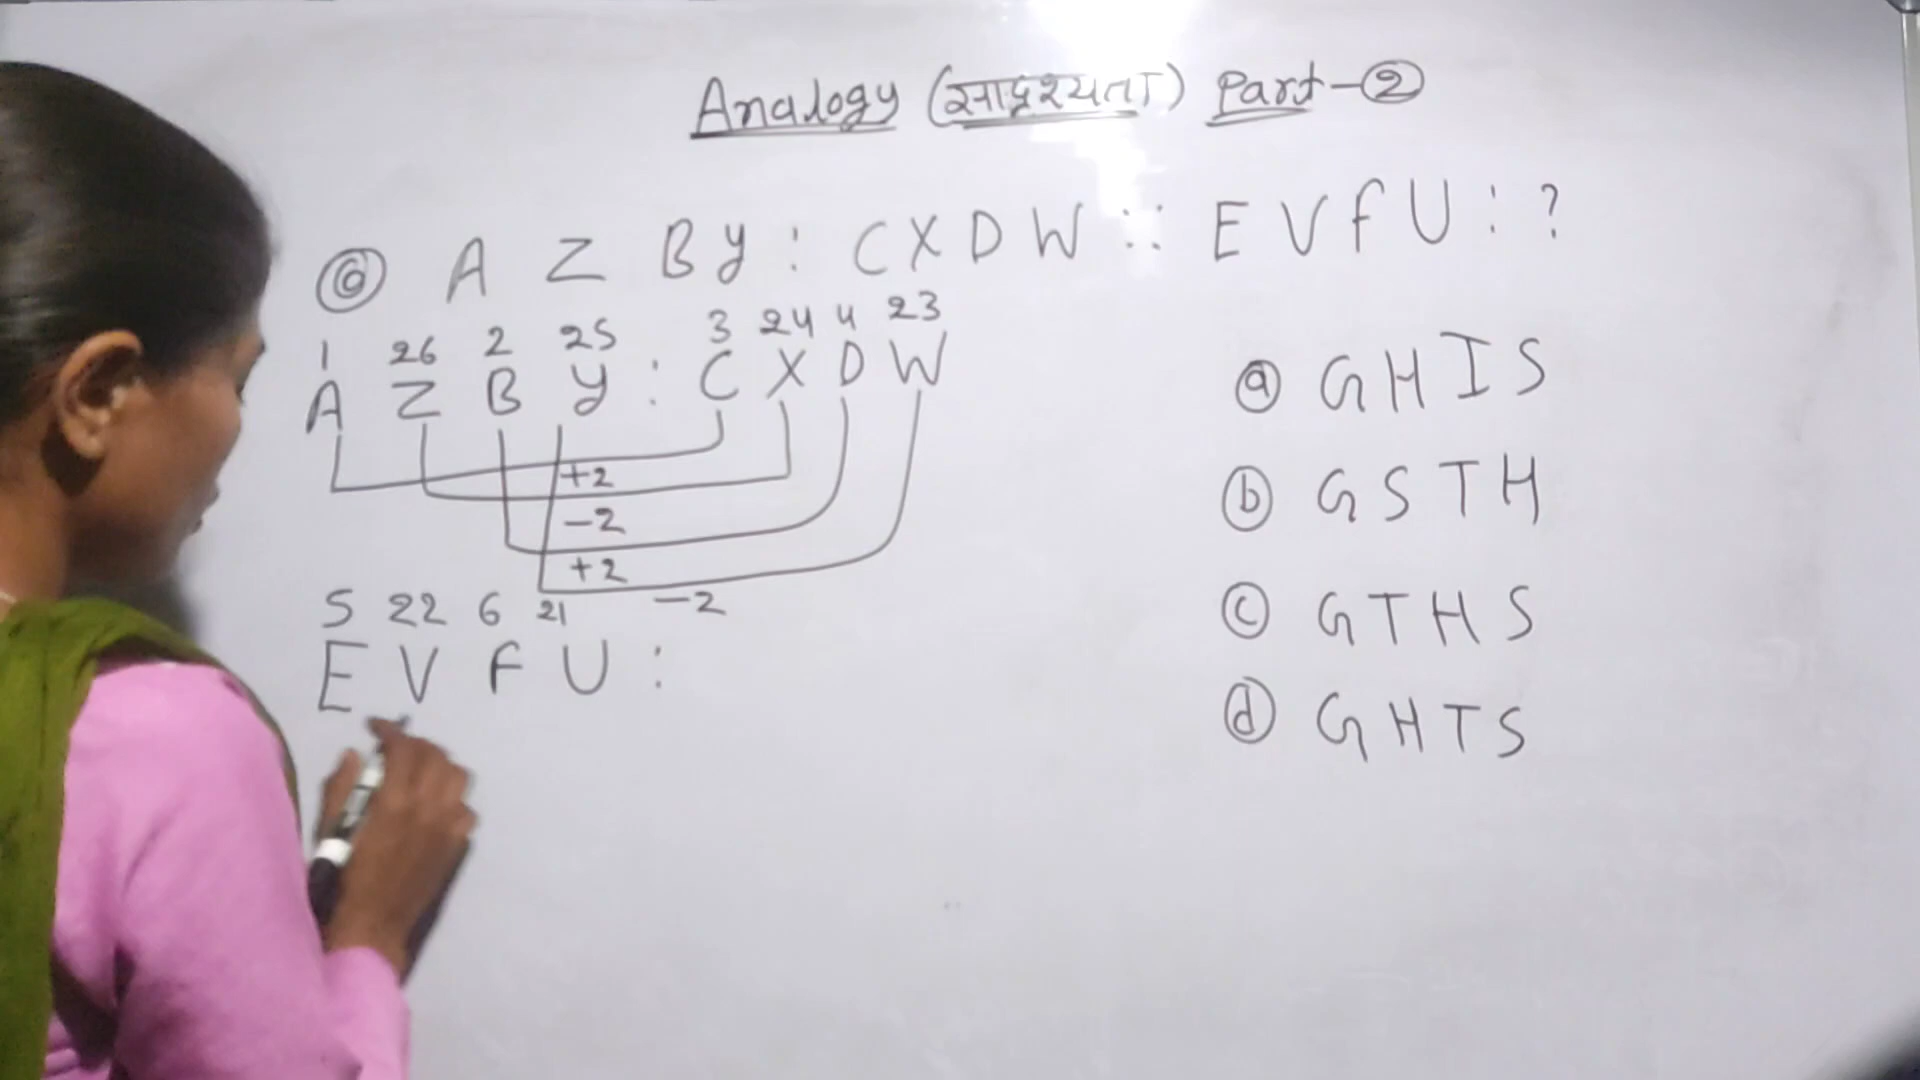 Analogy (सादृश्यता) Part-②
⑥ A Z B Y : C X D W :: E V F U : ?
1 26 2 25 3 24 4 23
A Z B Y : C X D W
+2
-2
+2
-2
5 22 6 21
E V F U :
ⓐ G H I S
ⓑ G S T H
ⓒ G T H S
ⓓ G H T S